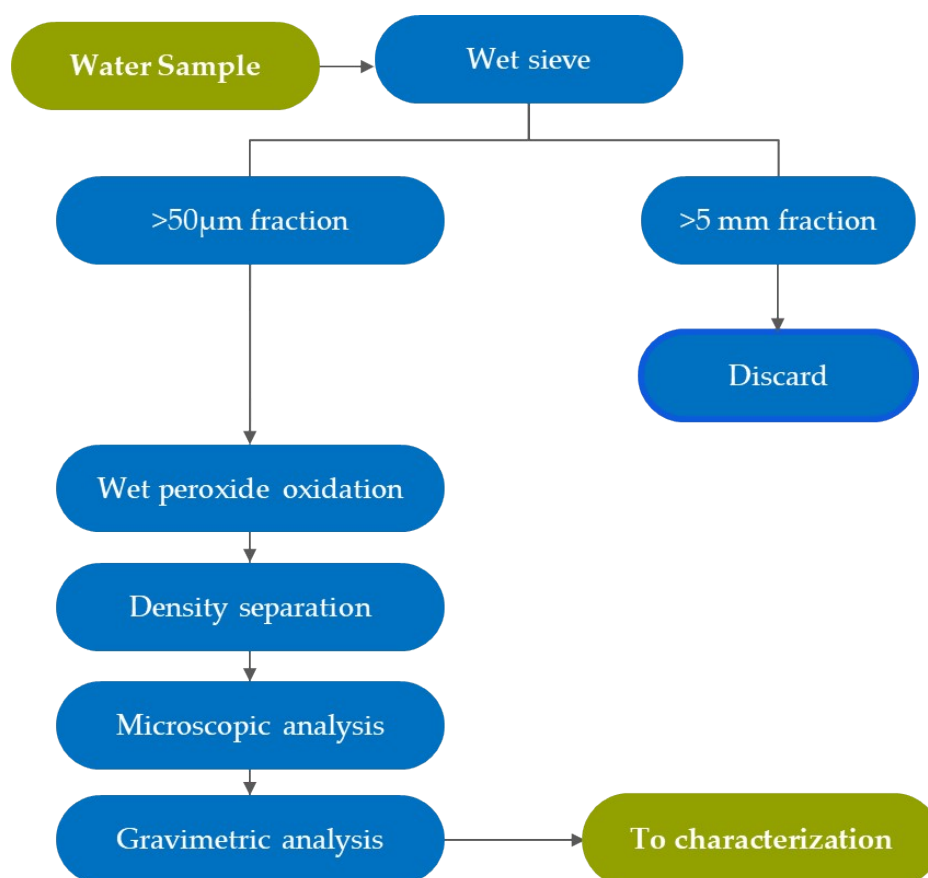 Water Sample
Wet sieve
>50µm fraction
>5 mm fraction
Discard
Wet peroxide oxidation
Density separation
Microscopic analysis
Gravimetric analysis
To characterization